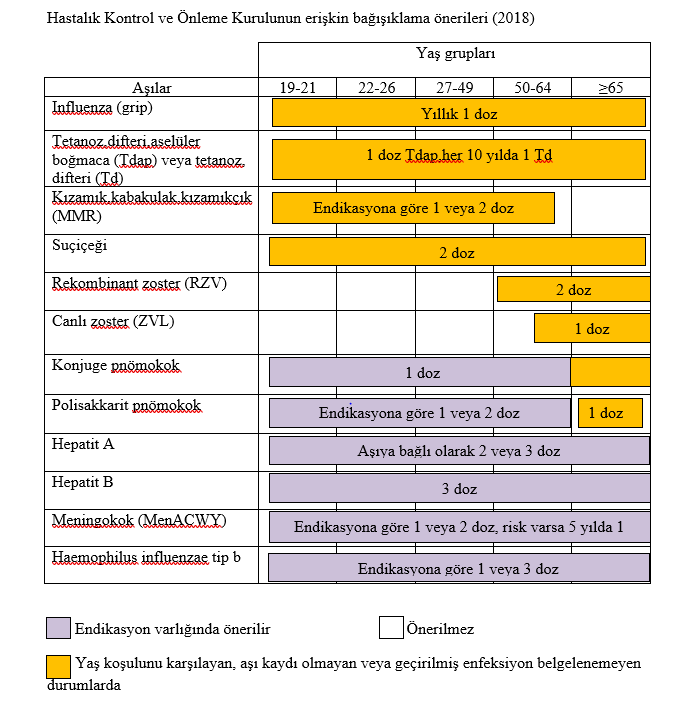 Hastalık Kontrol ve Önleme Kurulunun erişkin bağışıklama önerileri (2018)
Yaş grupları
Aşılar 19-21 22-26 27-49 50-64 ≥65
Influenza (grip) Yıllık 1 doz
Tetanoz,difteri,aselüler
boğmaca (Tdap) veya tetanoz,
difteri (Td)
1 doz Tdap,her 10 yılda 1 Td
Kızamık,kabakulak,kızamıkçık
(MMR)
Endikasyona göre 1 veya 2 doz
Suçiçeği
2 doz
Rekombinant zoster (RZV)
2 doz
Canlı zoster (ZVL)
1 doz
Konjuge pnömokok
1 doz
Polisakkarit pnömokok
Endikasyona göre 1 veya 2 doz
1 doz
Hepatit A
Aşıya bağlı olarak 2 veya 3 doz
Hepatit B
3 doz
Meningokok (MenACWY)
Endikasyona göre 1 veya 2 doz, risk varsa 5 yılda 1
Haemophilus influenzae tip b
Endikasyona göre 1 veya 3 doz
Endikasyon varlığında önerilir
Önerilmez
Yaş koşulunu karşılayan, aşı kaydı olmayan veya geçirilmiş enfeksiyon belgelenemeyen
durumlarda